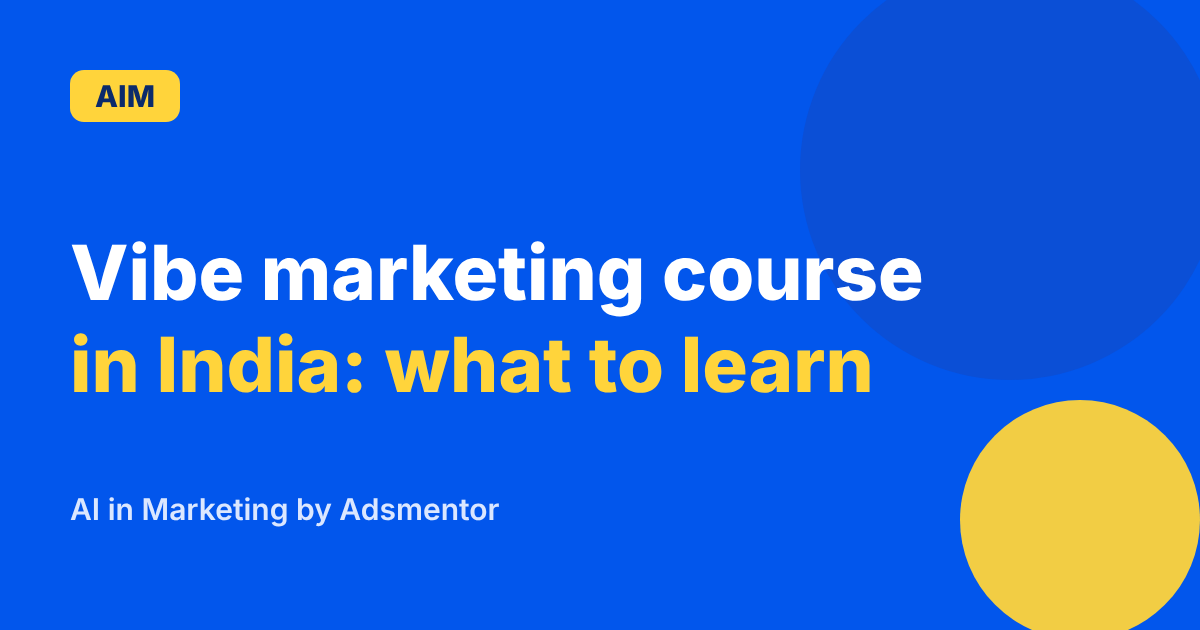 AIM
Vibe marketing course
in India: what to learn
AI in Marketing by Adsmentor